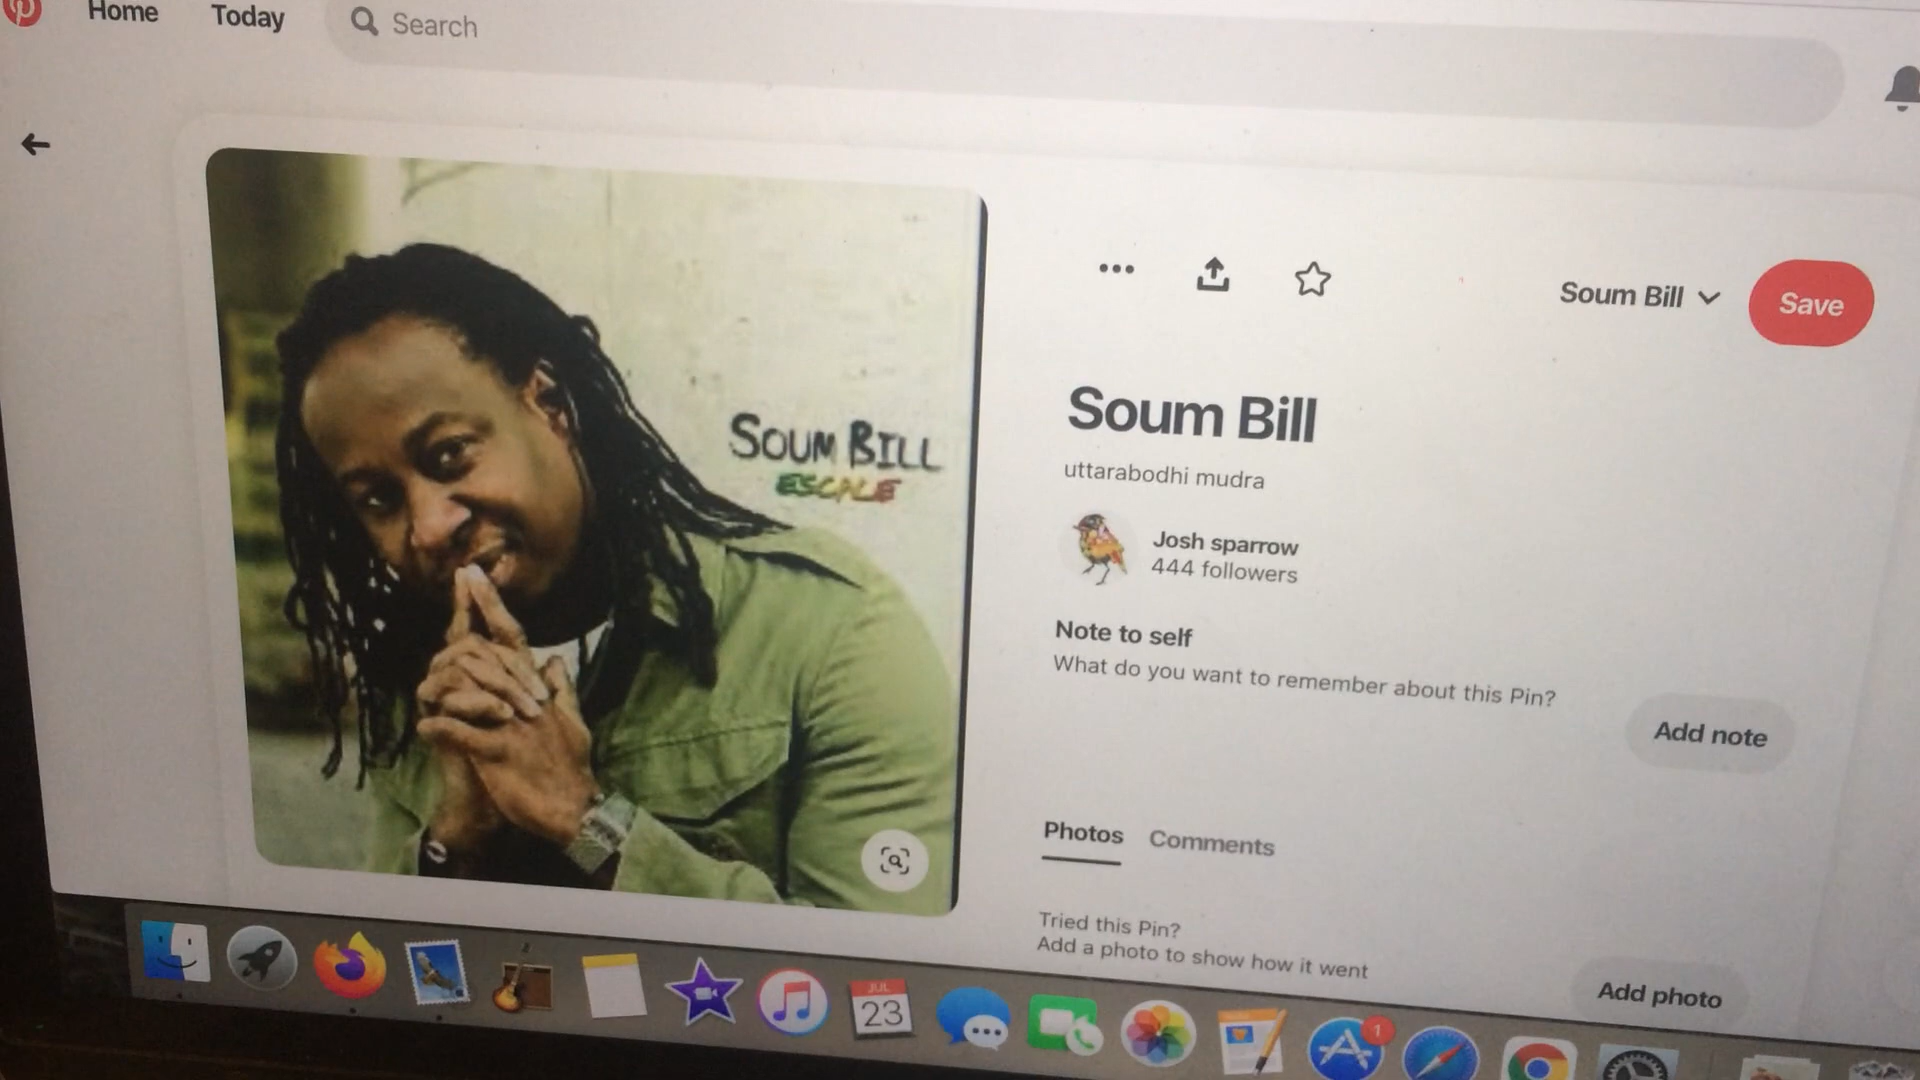 Home
Today
Search
SOUM BILL
ESCALE
Soum Bill
Save
Soum Bill
uttarabodhi mudra
Josh sparrow
444 followers
Note to self
What do you want to remember about this Pin?
Add note
Photos
Comments
Tried this Pin?
Add a photo to show how it went
Add photo
JUL
23
1